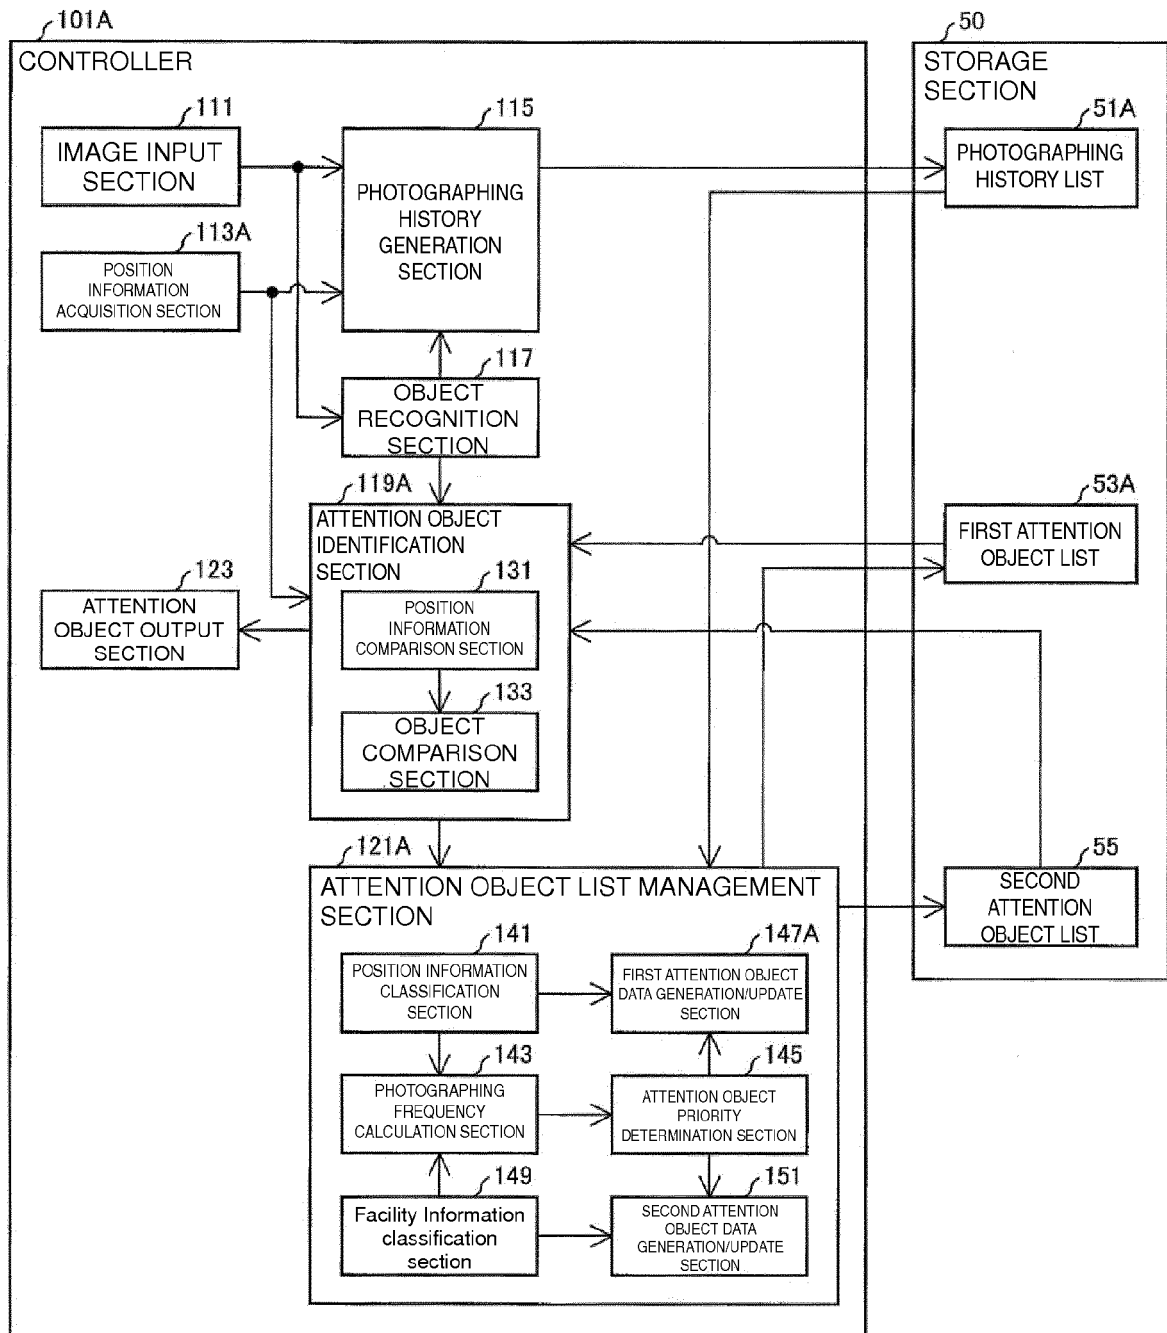 101A
CONTROLLER
111
IMAGE INPUT
SECTION
115
PHOTOGRAPHING
HISTORY
GENERATION
SECTION
113A
POSITION
INFORMATION
ACQUISITION SECTION
117
OBJECT
RECOGNITION
SECTION
119A
ATTENTION OBJECT
IDENTIFICATION
SECTION
131
POSITION
INFORMATION
COMPARISON SECTION
133
OBJECT
COMPARISON
SECTION
123
ATTENTION
OBJECT OUTPUT
SECTION
121A
ATTENTION OBJECT LIST MANAGEMENT
SECTION
141
POSITION INFORMATION
CLASSIFICATION
SECTION
147A
FIRST ATTENTION OBJECT
DATA GENERATION/UPDATE
SECTION
143
PHOTOGRAPHING
FREQUENCY
CALCULATION SECTION
145
ATTENTION OBJECT
PRIORITY
DETERMINATION SECTION
149
Facility Information
classification
section
151
SECOND ATTENTION
OBJECT DATA
GENERATION/UPDATE
SECTION
50
STORAGE
SECTION
51A
PHOTOGRAPHING
HISTORY LIST
53A
FIRST ATTENTION
OBJECT LIST
55
SECOND
ATTENTION
OBJECT LIST